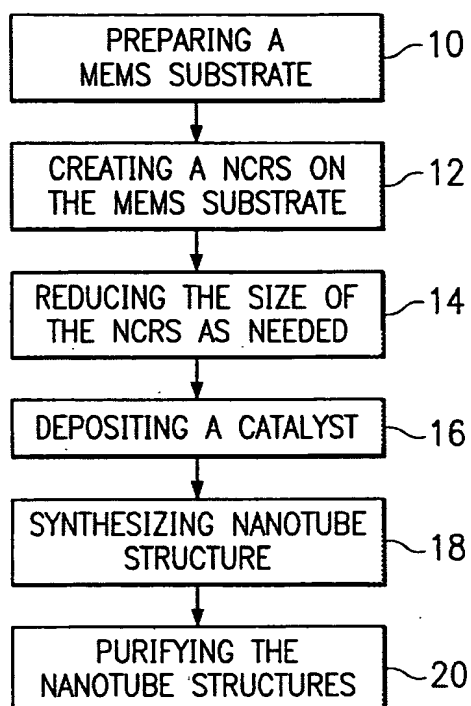 PREPARING A
MEMS SUBSTRATE
10
CREATING A NCRS ON
THE MEMS SUBSTRATE
12
REDUCING THE SIZE OF
THE NCRS AS NEEDED
14
DEPOSITING A CATALYST
16
SYNTHESIZING NANOTUBE
STRUCTURE
18
PURIFYING THE
NANOTUBE STRUCTURES
20